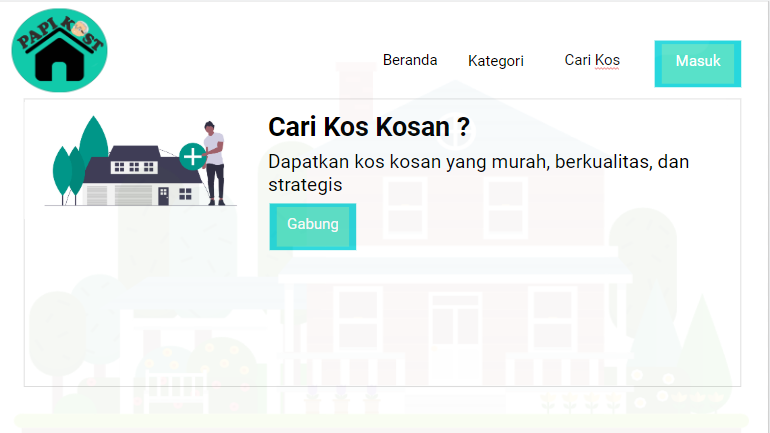 PAPI KOST
Beranda Kategori Cari Kos Masuk
Cari Kos Kosan ?
Dapatkan kos kosan yang murah, berkualitas, dan
strategis
Gabung